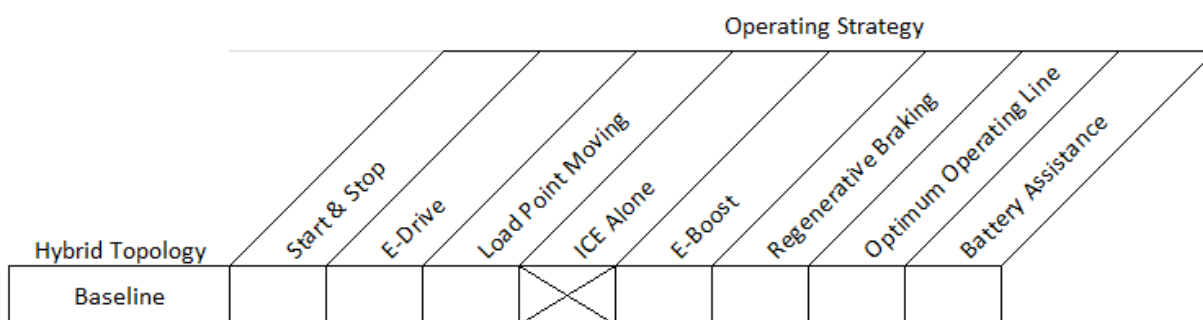 Operating Strategy
Start & Stop
E-Drive
Load Point Moving
ICE Alone
E-Boost
Regenerative Braking
Optimum Operating Line
Battery Assistance
Hybrid Topology
Baseline